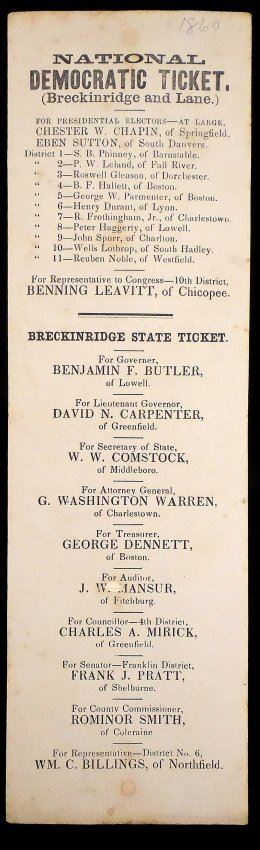 1860
NATIONAL
DEMOCRATIC TICKET.
(Breckinridge and Lane.)
FOR PRESIDENTIAL ELECTORS—AT LARGE,
CHESTER W. CHAPIN, of Springfield.
EBEN SUTTON, of South Danvers.
District 1—S. B. Phinney, of Barnstable.
" 2—P. W. Leland, of Fall River.
" 3—Roswell Gleason, of Dorchester.
" 4—B. F. Hallett, of Boston.
" 5—George W. Parmenter, of Boston.
" 6—Henry Durant, of Lynn.
" 7—R. Frothingham, Jr., of Charlestown.
" 8—Peter Haggerty, of Lowell.
" 9—John Spurr, of Charlton.
" 10—Wells Lothrop, of South Hadley.
" 11—Reuben Noble, of Westfield.
For Representative to Congress—10th District,
BENNING LEAVITT, of Chicopee.
BRECKINRIDGE STATE TICKET.
For Governer,
BENJAMIN F. BUTLER,
of Lowell.
For Lieutenant Governor,
DAVID N. CARPENTER,
of Greenfield.
For Secretary of State,
W. W. COMSTOCK,
of Middleboro.
For Attorney General,
G. WASHINGTON WARREN,
of Charlestown.
For Treasurer,
GEORGE DENNETT,
of Boston.
For Auditor,
J. W. MANSUR,
of Fitchburg.
For Councillor—4th District,
CHARLES A. MIRICK,
of Greenfield.
For Senator—Franklin District,
FRANK J. PRATT,
of Shelburne.
For County Commissioner,
ROMINOR SMITH,
of Coleraine
For Representative—District No. 6,
WM. C. BILLINGS, of Northfield.